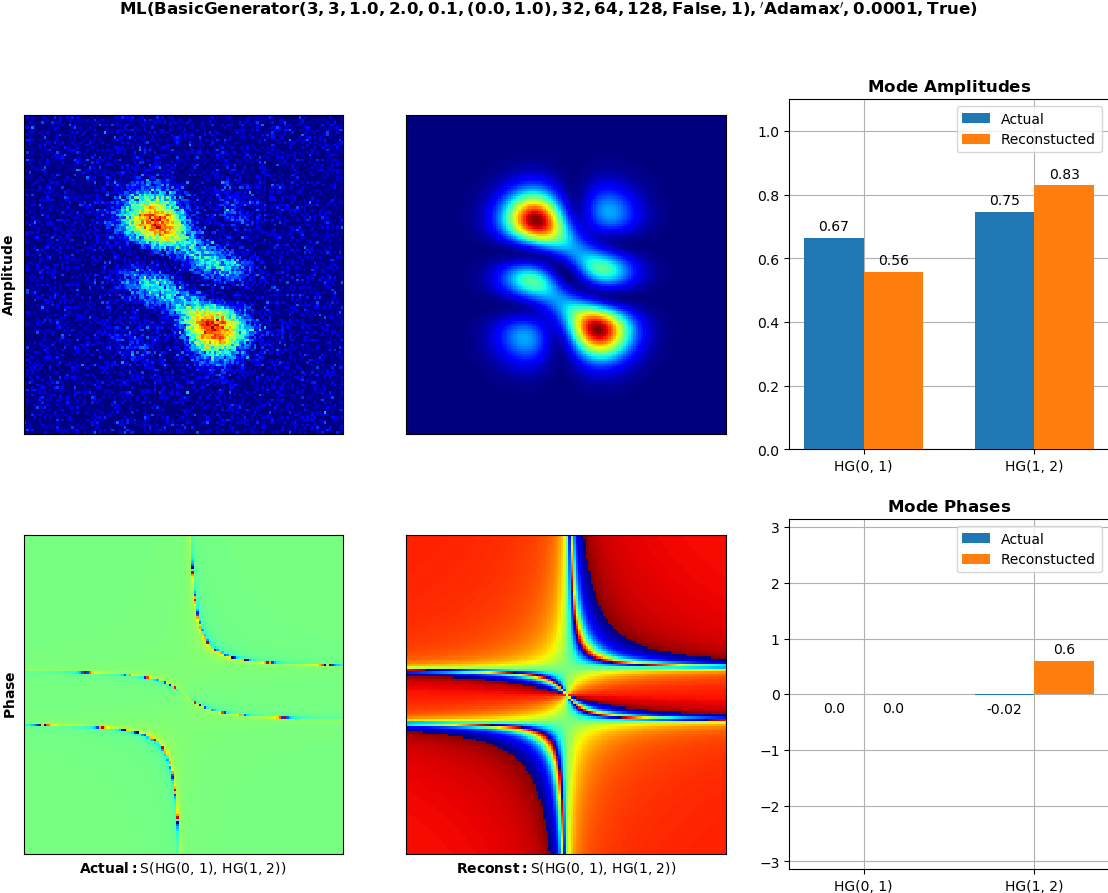 ML(BasicGenerator(3, 3, 1.0, 2.0, 0.1, (0.0, 1.0), 32, 64, 128, False, 1), 'Adamax', 0.0001, True)
Amplitude
Mode Amplitudes
Actual
Reconstucted
1.0
0.8
0.6
0.4
0.2
0.0
0.67
0.56
0.75
0.83
HG(0, 1)
HG(1, 2)
Phase
Actual: S(HG(0, 1), HG(1, 2))
Reconst: S(HG(0, 1), HG(1, 2))
Mode Phases
Actual
Reconstucted
3
2
1
0
−1
−2
−3
0.0
0.0
-0.02
0.6
HG(0, 1)
HG(1, 2)